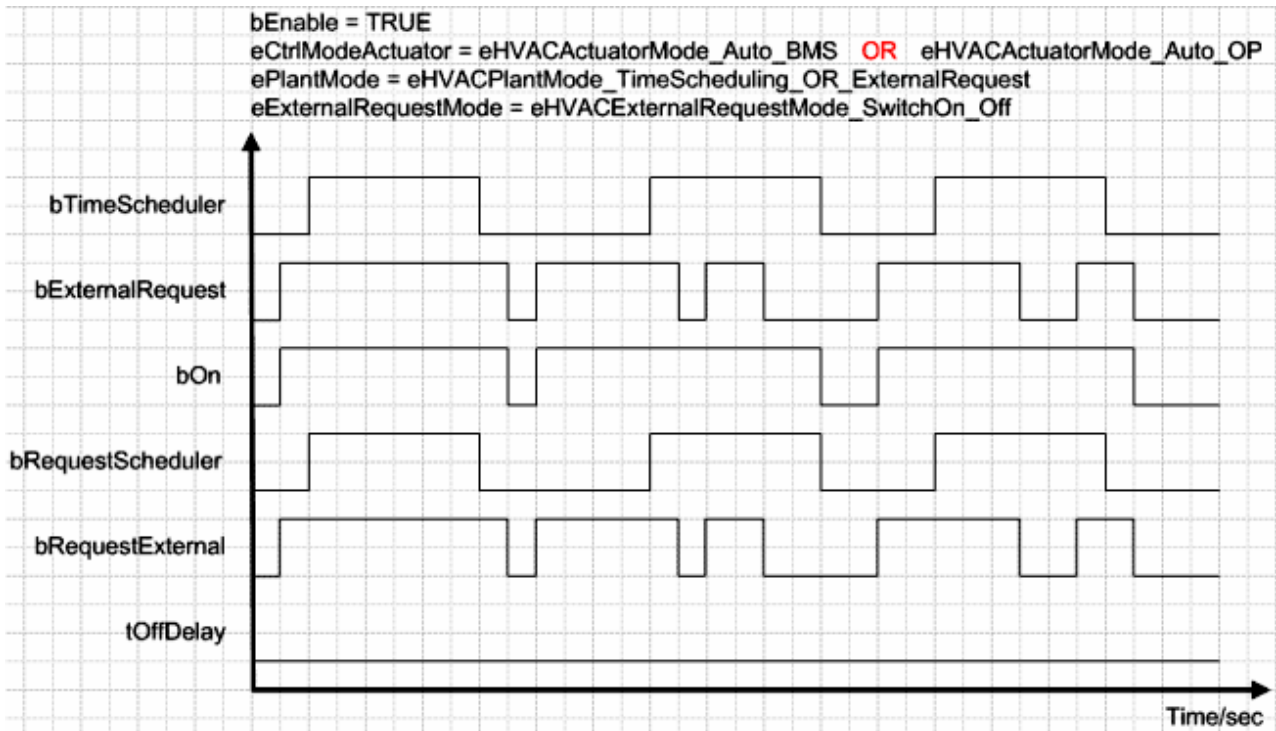 bEnable = TRUE
eCtrlModeActuator = eHVACActuatorMode_Auto_BMS OR eHVACActuatorMode_Auto_OP
ePlantMode = eHVACPlantMode_TimeScheduling_OR_ExternalRequest
eExternalRequestMode = eHVACExternalRequestMode_SwitchOn_Off
bTimeScheduler
bExternalRequest
bOn
bRequestScheduler
bRequestExternal
tOffDelay
Time/sec